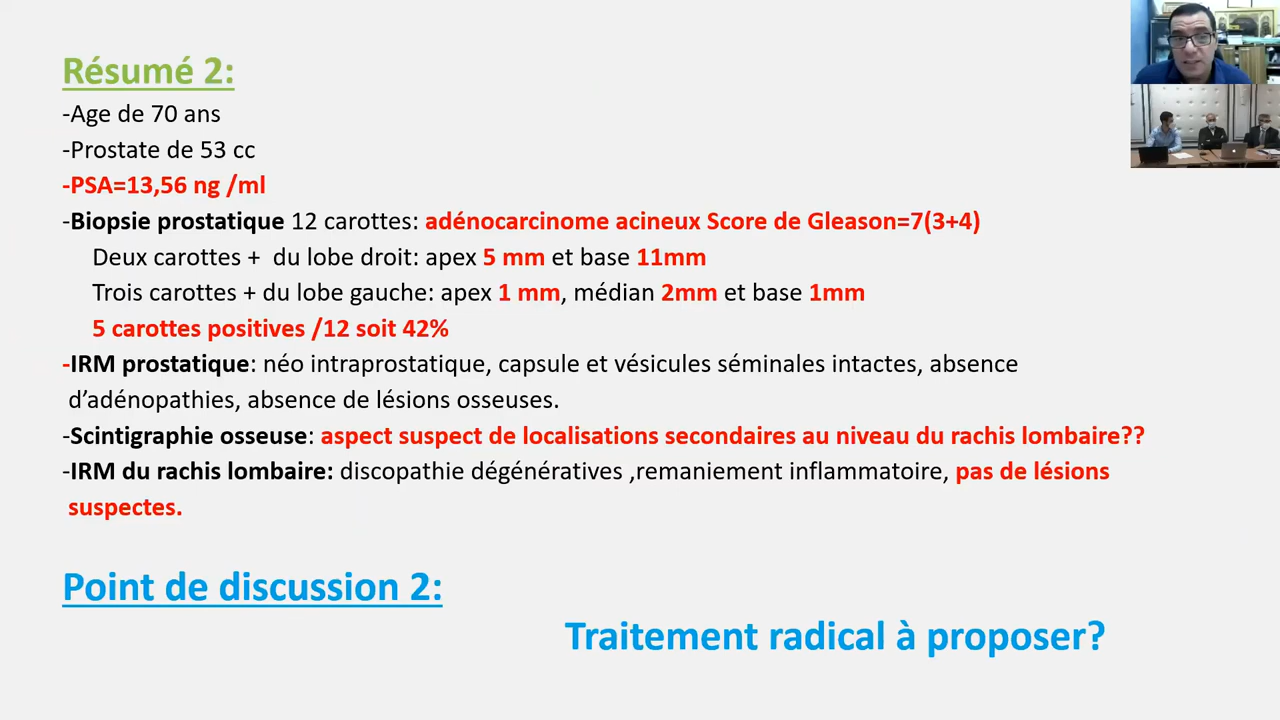 Résumé 2:
-Age de 70 ans
-Prostate de 53 cc
-PSA=13,56 ng /ml
-Biopsie prostatique 12 carottes: adénocarcinome acineux Score de Gleason=7(3+4)
Deux carottes + du lobe droit: apex 5 mm et base 11mm
Trois carottes + du lobe gauche: apex 1 mm, médian 2mm et base 1mm
5 carottes positives /12 soit 42%
-IRM prostatique: néo intraprostatique, capsule et vésicules séminales intactes, absence
d’adénopathies, absence de lésions osseuses.
-Scintigraphie osseuse: aspect suspect de localisations secondaires au niveau du rachis lombaire??
-IRM du rachis lombaire: discopathie dégénératives ,remaniement inflammatoire, pas de lésions
suspectes.
Point de discussion 2:
Traitement radical à proposer?